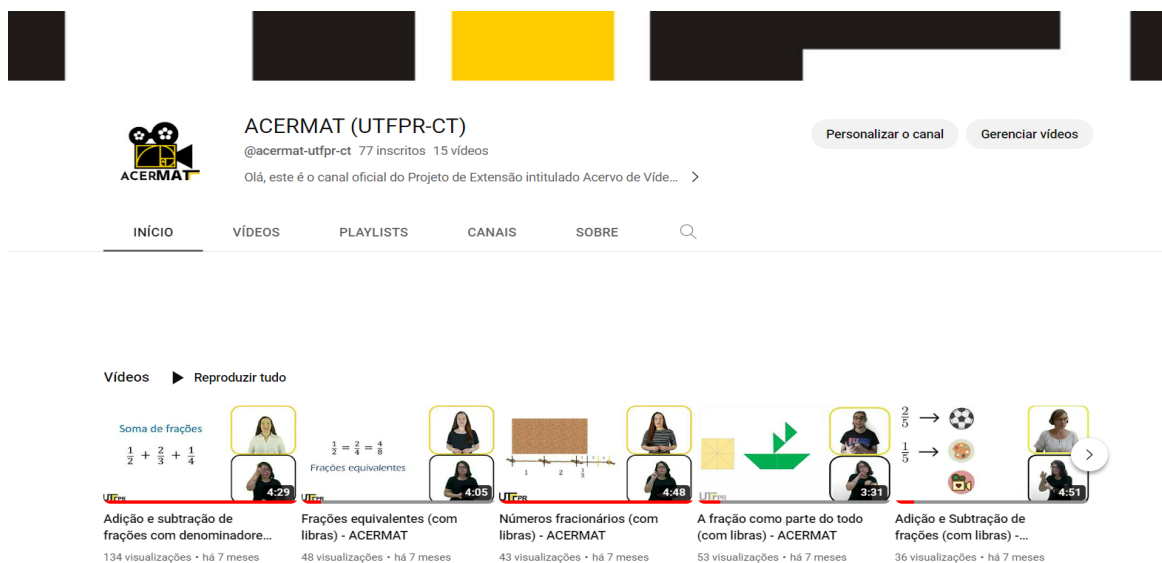 ACERMAT (UTFPR-CT)
@acermat-utfpr-ct 77 inscritos 15 vídeos
Olá, este é o canal oficial do Projeto de Extensão intitulado Acervo de Víde...
Personalizar o canal
Gerenciar vídeos
ACERMAT
INÍCIO VÍDEOS PLAYLISTS CANAIS SOBRE
Vídeos Reproduzir tudo
Soma de frações
1/2 + 2/3 + 1/4
UTFPR
4:29
1/2 = 2/4 = 4/8
Frações equivalentes
UTFPR
4:05
1 2
UTFPR
4:48
UTFPR
3:31
2/5 →
1/5 →
4:51
Adição e subtração de
frações com denominadore...
134 visualizações • há 7 meses
Frações equivalentes (com
libras) - ACERMAT
48 visualizações • há 7 meses
Números fracionários (com
libras) - ACERMAT
43 visualizações • há 7 meses
A fração como parte do todo
(com libras) - ACERMAT
53 visualizações • há 7 meses
Adição e Subtração de
frações (com libras) -...
36 visualizações • há 7 meses